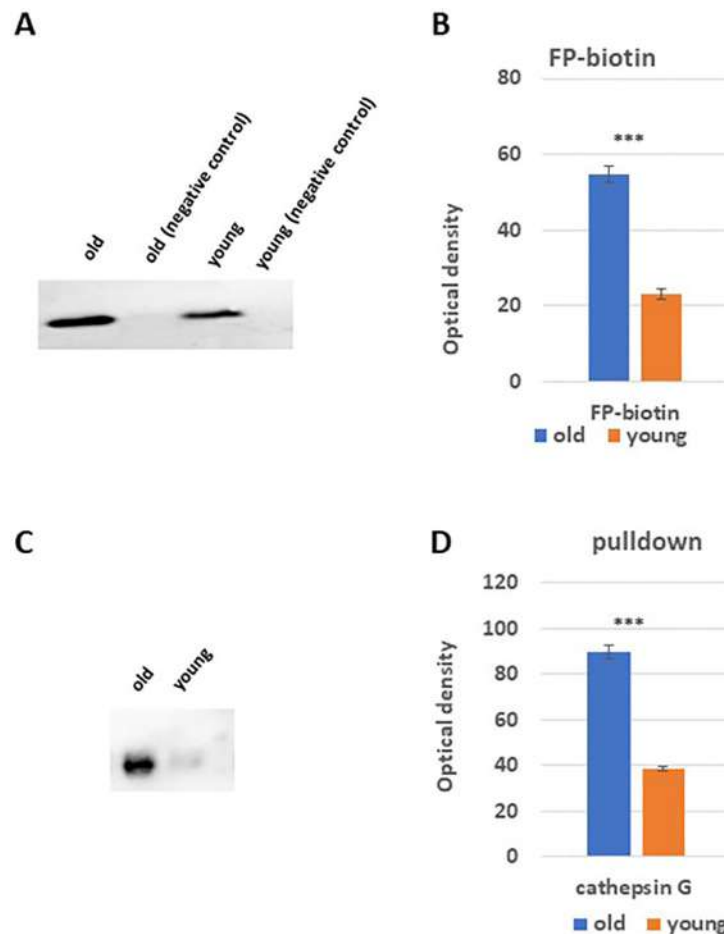 A
old
old (negative control)
young
young (negative control)
B
FP-biotin
80
60
40
20
0
***
Optical density
FP-biotin
old young
C
old
young
D
pulldown
120
100
80
60
40
20
0
***
Optical density
cathepsin G
old young